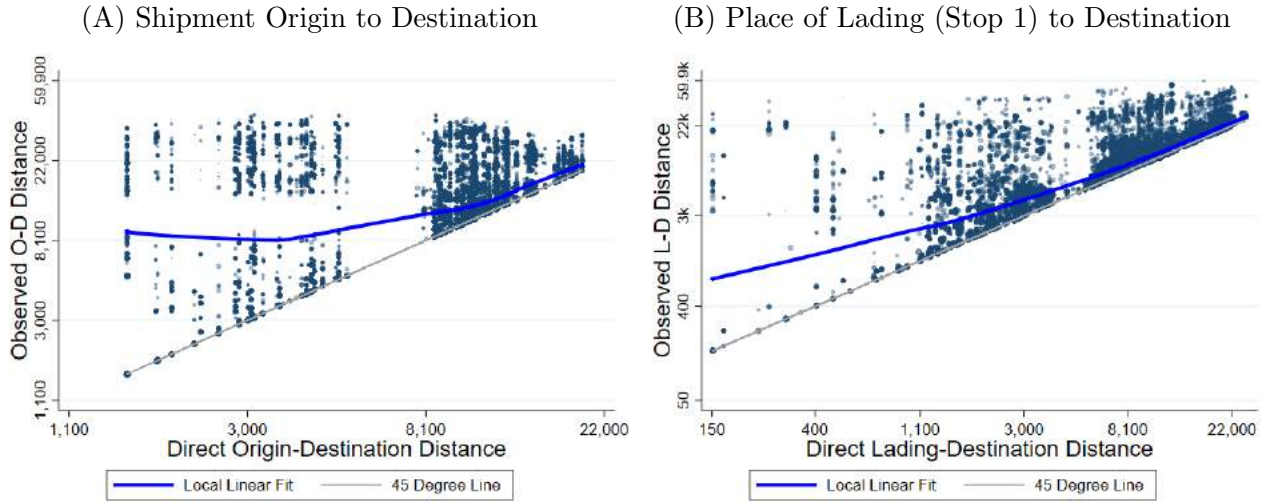 (A) Shipment Origin to Destination
Observed O-D Distance
59,900
22,000
8,100
3,000
1,100
1,100 3,000 8,100 22,000
Direct Origin-Destination Distance
Local Linear Fit 45 Degree Line
(B) Place of Lading (Stop 1) to Destination
Observed L-D Distance
59.9k
22k
3k
400
50
150 400 1,100 3,000 8,100 22,000
Direct Lading-Destination Distance
Local Linear Fit 45 Degree Line